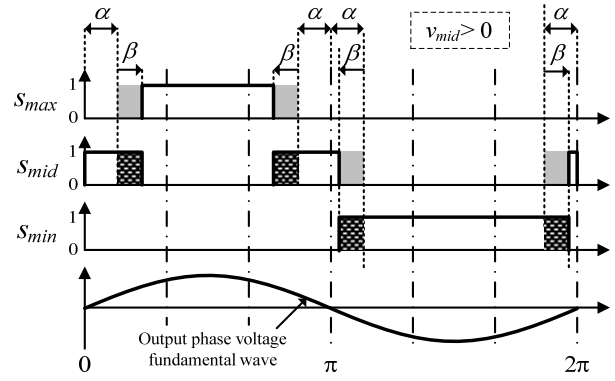 α α α α
v_mid > 0
β β β β
s_max 1 0
s_mid 1 0
s_min 1 0
Output phase voltage
fundamental wave
0 π 2π